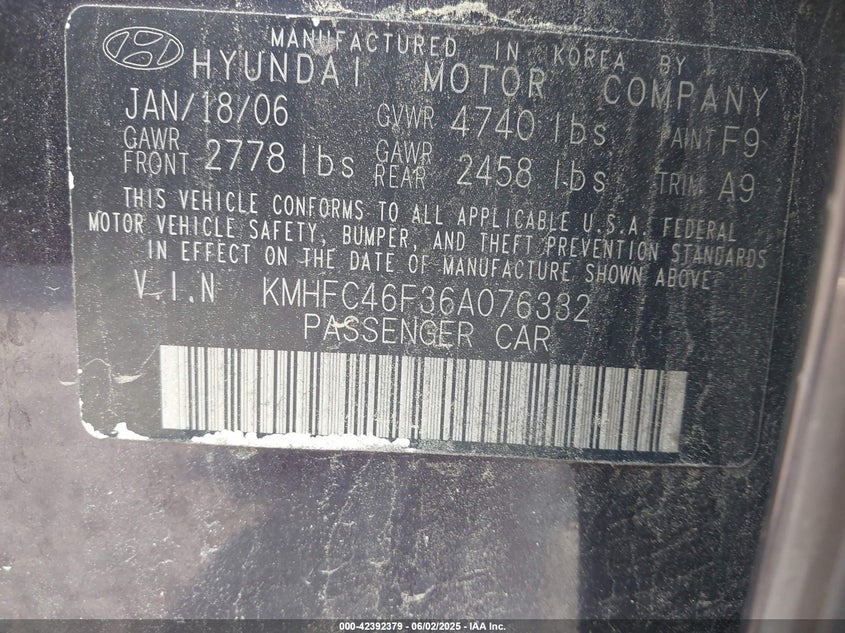 MANUFACTURED IN KOREA BY
HYUNDAI MOTOR COMPANY
JAN/18/06 GVWR 4740 lbs PAINT F9
GAWR FRONT 2778 lbs GAWR REAR 2458 lbs TRIM A9
THIS VEHICLE CONFORMS TO ALL APPLICABLE U.S.A. FEDERAL
MOTOR VEHICLE SAFETY, BUMPER, AND THEFT PREVENTION STANDARDS
IN EFFECT ON THE DATE OF MANUFACTURE SHOWN ABOVE
V.I.N KMHFC46F36A076332
PASSENGER CAR
000-42392379 - 06/02/2025 - IAA Inc.